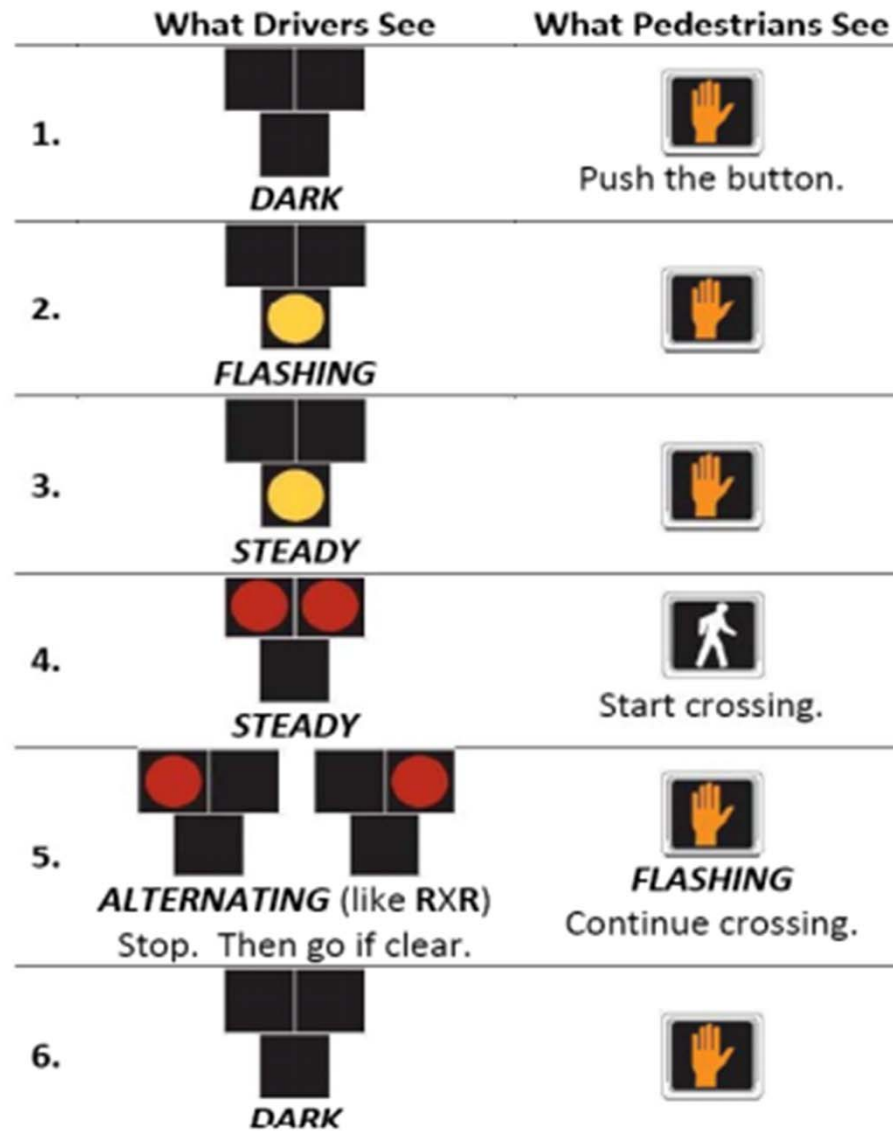 What Drivers See What Pedestrians See
1.
DARK
Push the button.
2.
FLASHING
3.
STEADY
4.
STEADY
Start crossing.
5.
ALTERNATING (like RXR)
Stop. Then go if clear.
FLASHING
Continue crossing.
6.
DARK